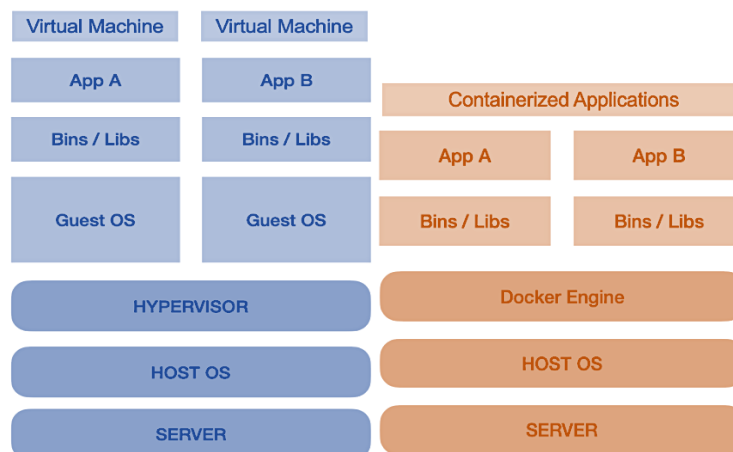 Virtual Machine
Virtual Machine
App A
App B
Bins / Libs
Bins / Libs
Guest OS
Guest OS
HYPERVISOR
HOST OS
SERVER
Containerized Applications
App A
App B
Bins / Libs
Bins / Libs
Docker Engine
HOST OS
SERVER